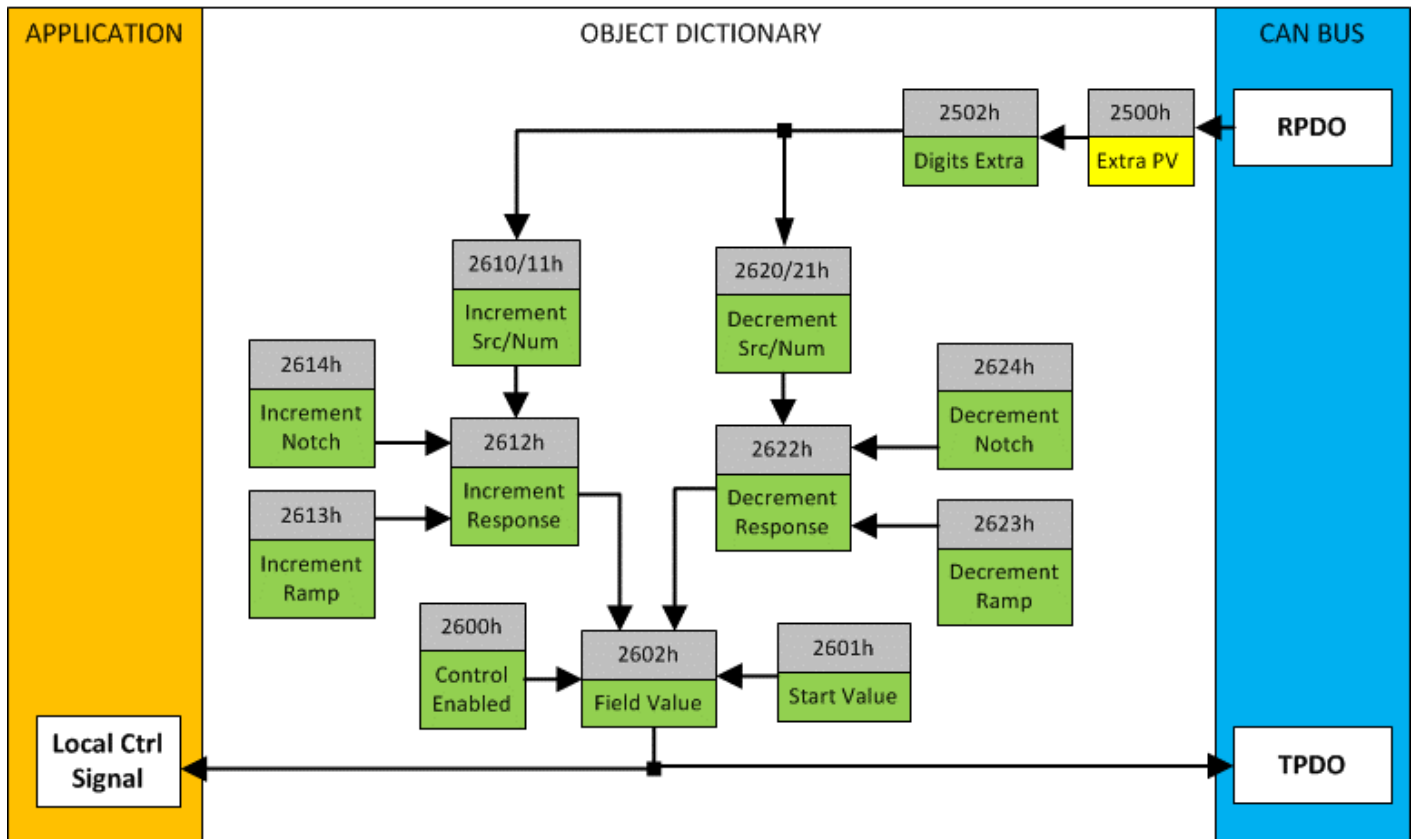 APPLICATION
OBJECT DICTIONARY
CAN BUS
2502h
Digits Extra
2500h
Extra PV
RPDO
2610/11h
Increment
Src/Num
2620/21h
Decrement
Src/Num
2614h
Increment
Notch
2612h
Increment
Response
2622h
Decrement
Response
2624h
Decrement
Notch
2613h
Increment
Ramp
2623h
Decrement
Ramp
2600h
Control
Enabled
2602h
Field Value
2601h
Start Value
Local Ctrl
Signal
TPDO